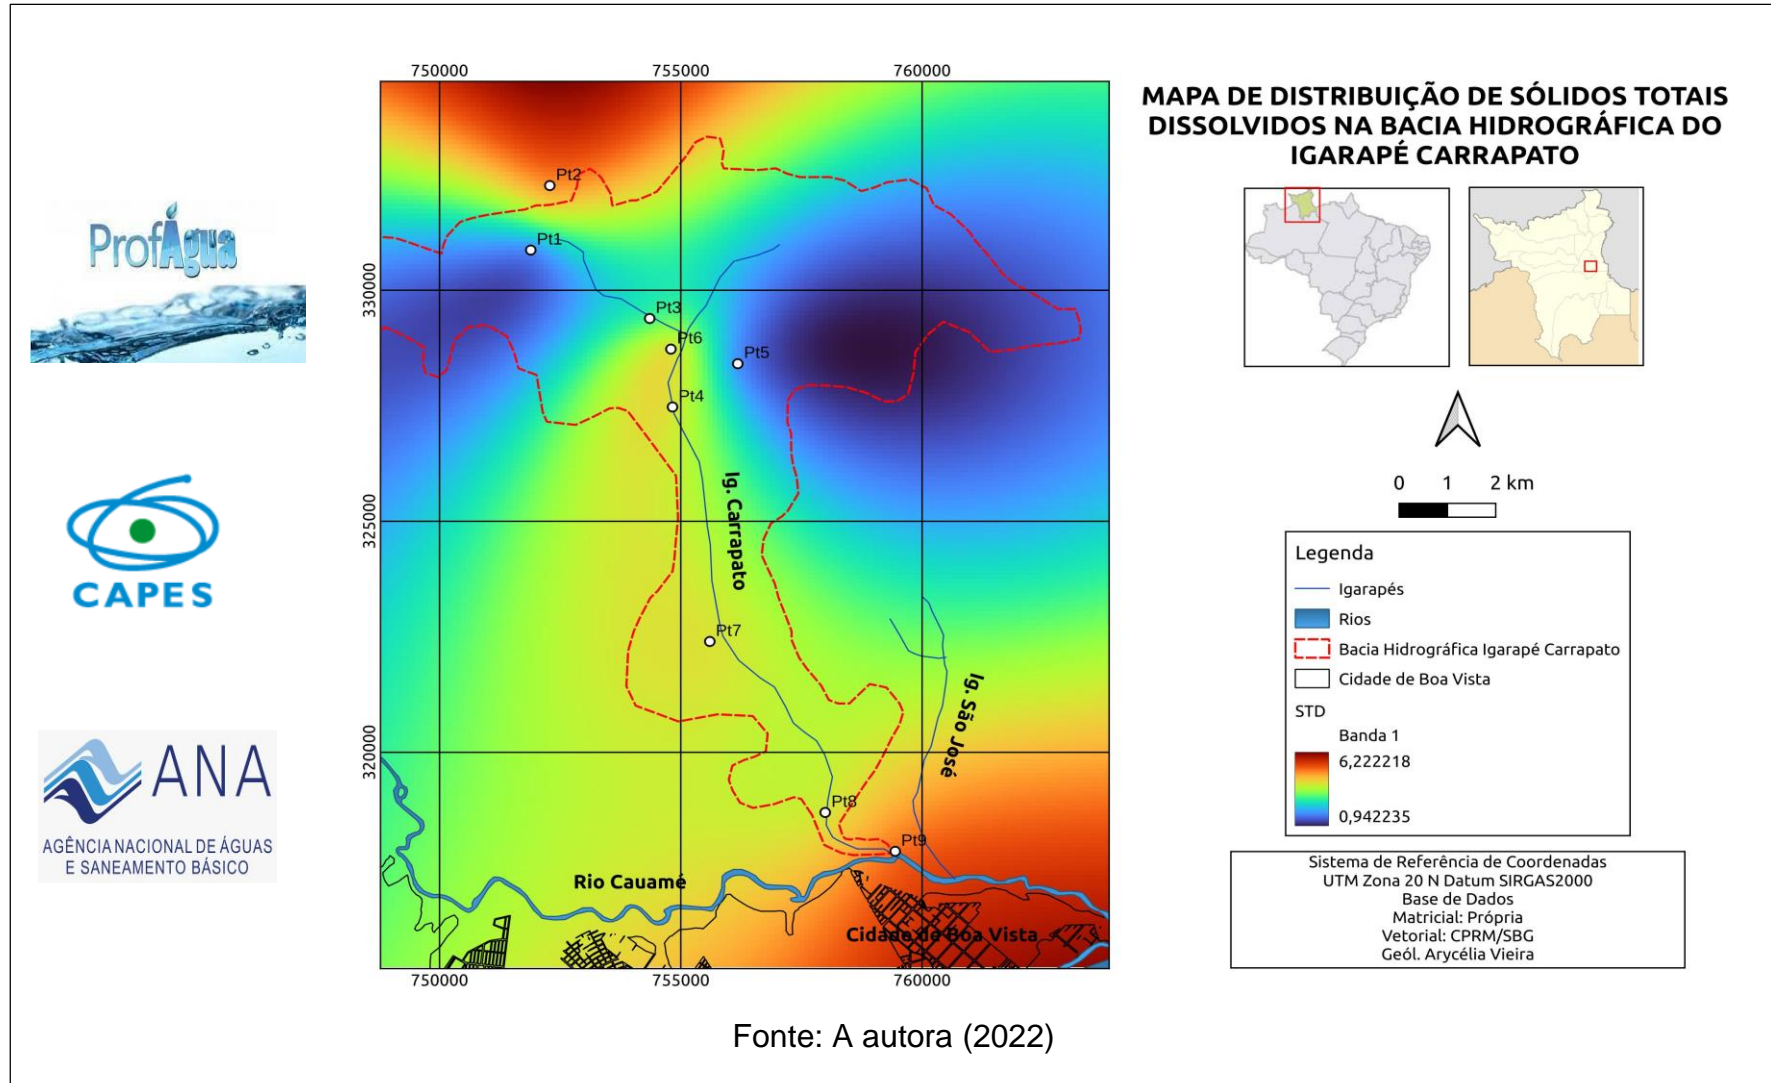 750000
755000
760000
MAPA DE DISTRIBUIÇÃO DE SÓLIDOS TOTAIS
DISSOLVIDOS NA BACIA HIDROGRÁFICA DO
IGARAPÉ CARRAPATO
ProfÁgua
CAPES
ANA
AGÊNCIA NACIONAL DE ÁGUAS
E SANEAMENTO BÁSICO
330000
325000
320000
Pt2
Pt1
Pt3
Pt6
Pt5
Pt4
Ig. Carrapato
Pt7
Ig. São José
Pt8
Pt9
Rio Cauamé
Cidade de Boa Vista
750000
755000
760000
0 1 2 km
Legenda
Igarapés
Rios
Bacia Hidrográfica Igarapé Carrapato
Cidade de Boa Vista
STD
Banda 1
6,222218
0,942235
Sistema de Referência de Coordenadas
UTM Zona 20 N Datum SIRGAS2000
Base de Dados
Matricial: Própria
Vetorial: CPRM/SBG
Geól. Arycélia Vieira
Fonte: A autora (2022)